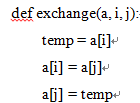 def exchange(a, i, j):
temp = a[i]
a[i] = a[j]
a[j] = temp